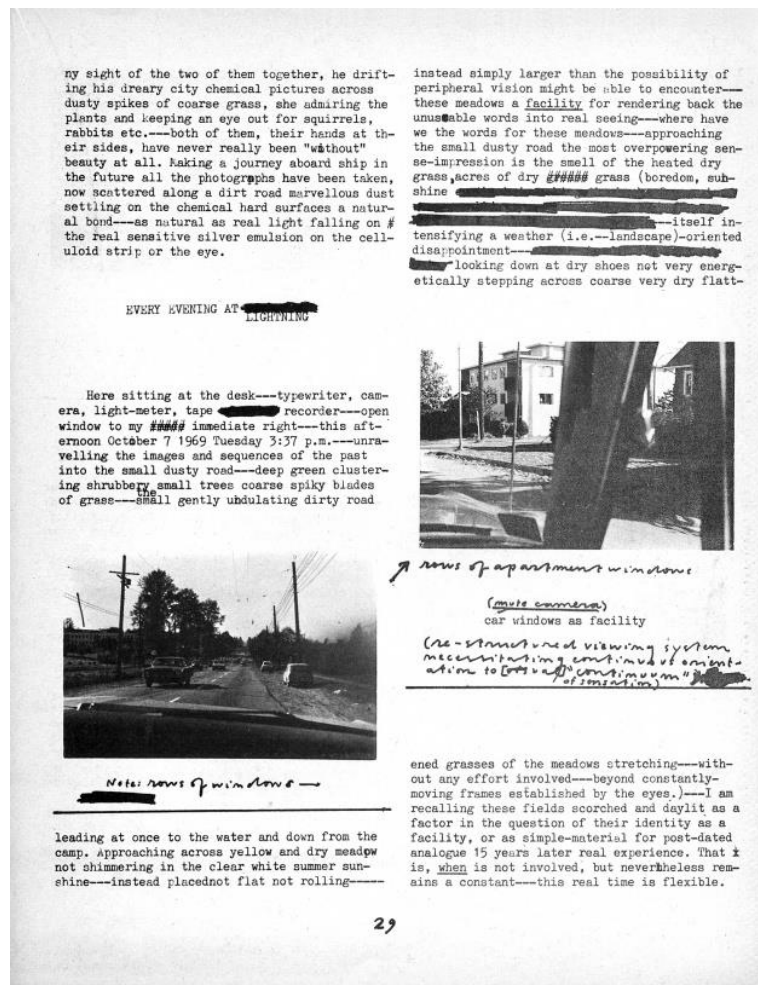 ny sight of the two of them together, he drift-
ing his dreary city chemical pictures across
dusty spikes of coarse grass, she admiring the
plants and keeping an eye out for squirrels,
rabbits etc.---both of them, their hands at th-
eir sides, have never really been "without"
beauty at all. Making a journey aboard ship in
the future all the photographs have been taken,
now scattered along a dirt road marvellous dust
settling on the chemical hard surfaces a natur-
al bond---as natural as real light falling on #
the real sensitive silver emulsion on the cell-
uloid strip or the eye.
EVERY EVENING AT
LIGHTNING
Here sitting at the desk---typewriter, cam-
era, light-meter, tape recorder---open
window to my ##### immediate right---this aft-
ernoon October 7 1969 Tuesday 3:37 p.m.---unra-
velling the images and sequences of the past
into the small dusty road---deep green cluster-
ing shrubbery small trees coarse spiky blades
of grass---the small gently undulating dirty road
Note: rows of windows —
leading at once to the water and down from the
camp. Approaching across yellow and dry meadow
not shimmering in the clear white summer sun-
shine---instead placednot flat not rolling-----
instead simply larger than the possibility of
peripheral vision might be able to encounter---
these meadows a facility for rendering back the
unuseable words into real seeing---where have
we the words for these meadows---approaching
the small dusty road the most overpowering sen-
se-impression is the smell of the heated dry
grass,acres of dry ###### grass (boredom, sun-
shine
---itself in-
tensifying a weather (i.e.--landscape)-oriented
disappointment---
looking down at dry shoes not very energ-
etically stepping across coarse very dry flatt-
rows of apartment windows
(mute camera)
car windows as facility
(re-structured viewing system
necessitating continuous orient-
ation to "continuum"
of sensation)
ened grasses of the meadows stretching---with-
out any effort involved---beyond constantly-
moving frames established by the eyes.)---I am
recalling these fields scorched and daylit as a
factor in the question of their identity as a
facility, or as simple-material for post-dated
analogue 15 years later real experience. That
is, when is not involved, but nevertheless rem-
ains a constant---this real time is flexible.
29